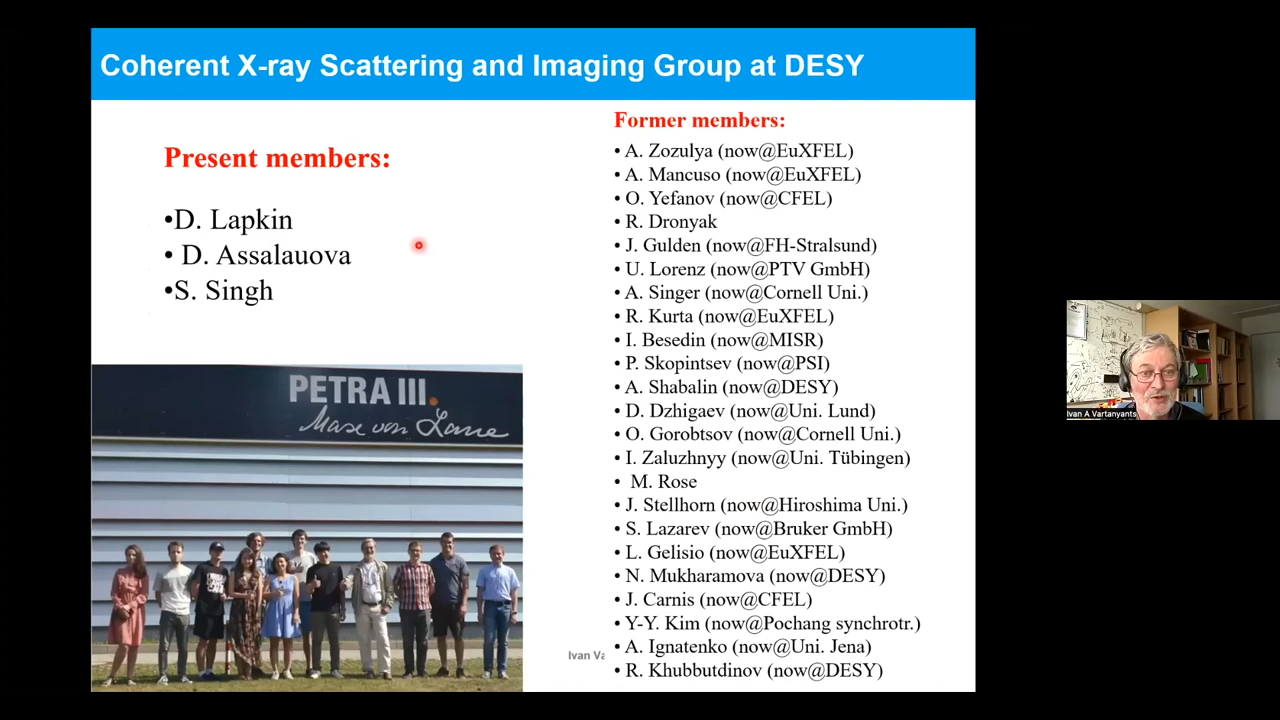 Coherent X-ray Scattering and Imaging Group at DESY
Present members:
•D. Lapkin
• D. Assalauova
•S. Singh
PETRA III.
Max von Laue
Former members:
• A. Zozulya (now@EuXFEL)
• A. Mancuso (now@EuXFEL)
• O. Yefanov (now@CFEL)
• R. Dronyak
• J. Gulden (now@FH-Stralsund)
• U. Lorenz (now@PTV GmbH)
• A. Singer (now@Cornell Uni.)
• R. Kurta (now@EuXFEL)
• I. Besedin (now@MISR)
• P. Skopintsev (now@PSI)
• A. Shabalin (now@DESY)
• D. Dzhigaev (now@Uni. Lund)
• O. Gorobtsov (now@Cornell Uni.)
• I. Zaluzhnyy (now@Uni. Tübingen)
• M. Rose
• J. Stellhorn (now@Hiroshima Uni.)
• S. Lazarev (now@Bruker GmbH)
• L. Gelisio (now@EuXFEL)
• N. Mukharamova (now@DESY)
• J. Carnis (now@CFEL)
• Y-Y. Kim (now@Pochang synchrotr.)
• A. Ignatenko (now@Uni. Jena)
• R. Khubbutdinov (now@DESY)
Ivan Va
Ivan A Vartanyants